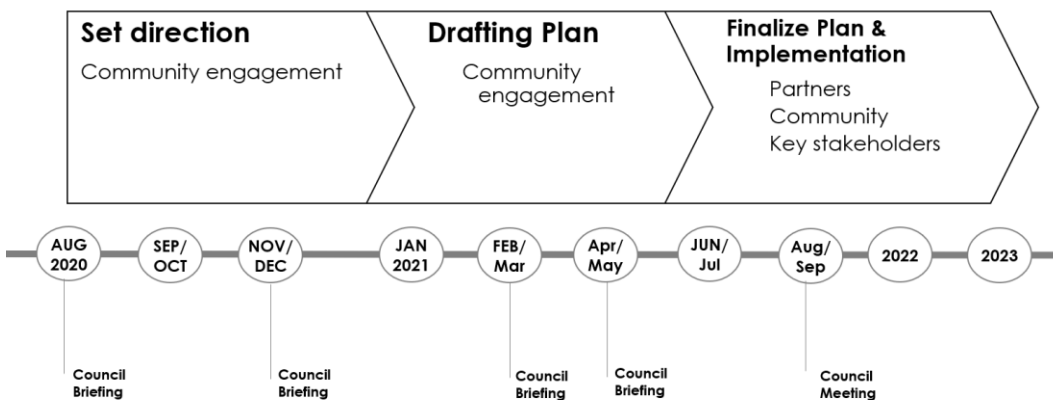 Set direction
Community engagement
Drafting Plan
Community
engagement
Finalize Plan &
Implementation
Partners
Community
Key stakeholders
AUG
2020
SEP/
OCT
NOV/
DEC
JAN
2021
FEB/
Mar
Apr/
May
JUN/
Jul
Aug/
Sep
2022
2023
Council
Briefing
Council
Briefing
Council
Briefing
Council
Briefing
Council
Meeting